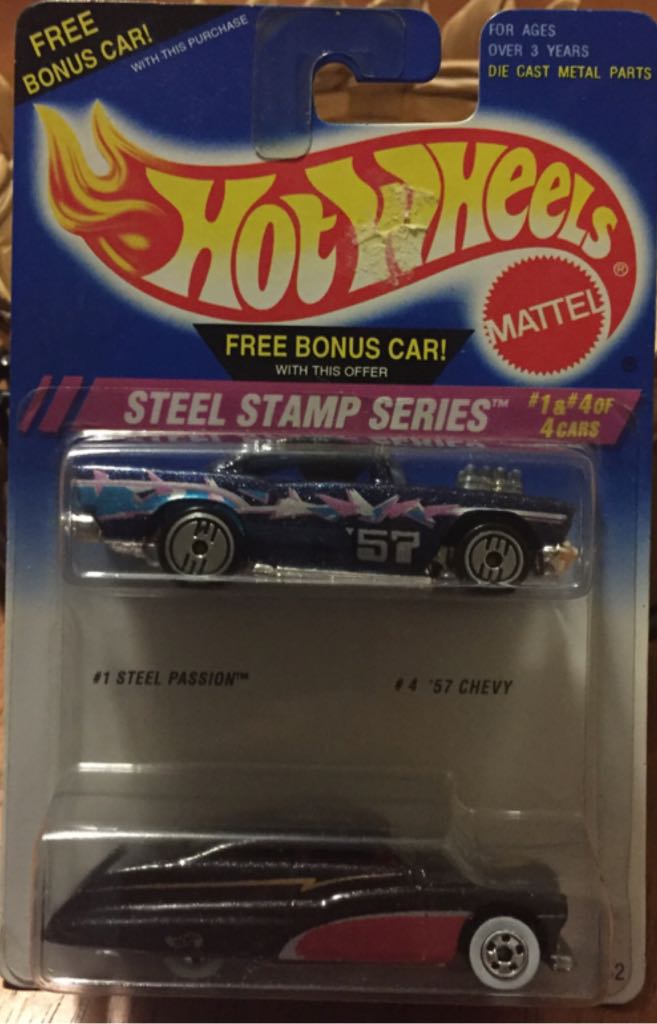 FREE
BONUS CAR!
WITH THIS PURCHASE
FOR AGES
OVER 3 YEARS
DIE CAST METAL PARTS
HOT WHEELS®
MATTEL®
FREE BONUS CAR!
WITH THIS OFFER
STEEL STAMP SERIES™
#1 & #4 OF
4 CARS
'57
#1 STEEL PASSION™
#4 '57 CHEVY